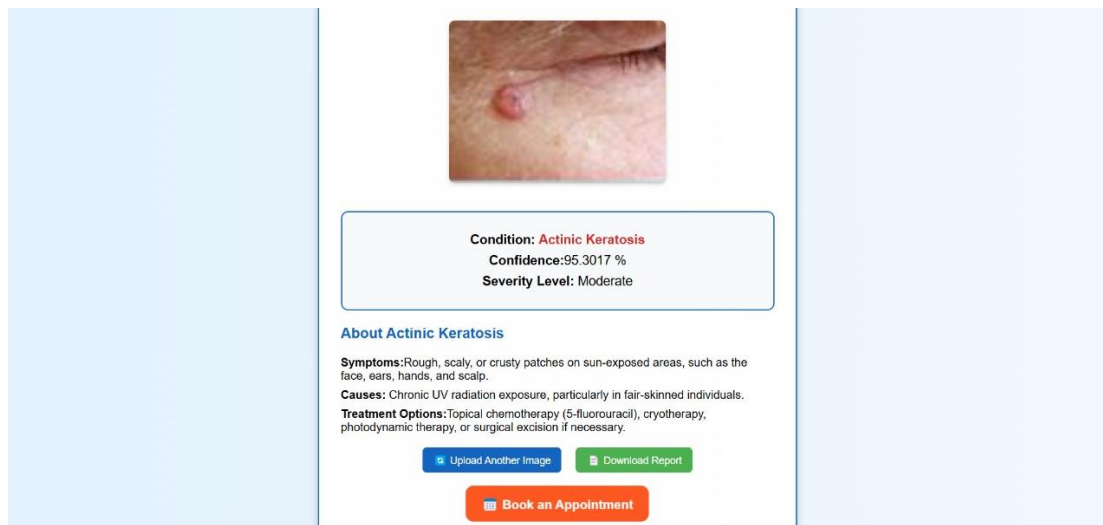 Condition: Actinic Keratosis
Confidence:95.3017 %
Severity Level: Moderate
About Actinic Keratosis
Symptoms:Rough, scaly, or crusty patches on sun-exposed areas, such as the
face, ears, hands, and scalp.
Causes: Chronic UV radiation exposure, particularly in fair-skinned individuals.
Treatment Options:Topical chemotherapy (5-fluorouracil), cryotherapy,
photodynamic therapy, or surgical excision if necessary.
Upload Another Image
Download Report
Book an Appointment